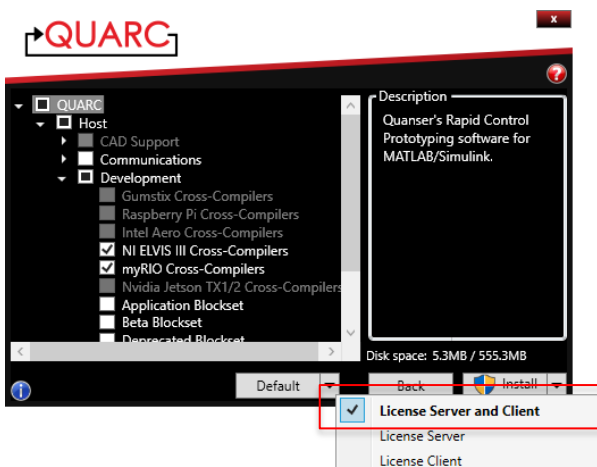 QUARC
x
?
QUARC
Host
CAD Support
Communications
Development
Gumstix Cross-Compilers
Raspberry Pi Cross-Compilers
Intel Aero Cross-Compilers
NI ELVIS III Cross-Compilers
myRIO Cross-Compilers
Nvidia Jetson TX1/2 Cross-Compilers
Application Blockset
Beta Blockset
Deprecated Blockset
Description
Quanser's Rapid Control
Prototyping software for
MATLAB/Simulink.
Disk space: 5.3MB / 555.3MB
i
Default
Back
Install
License Server and Client
License Server
License Client